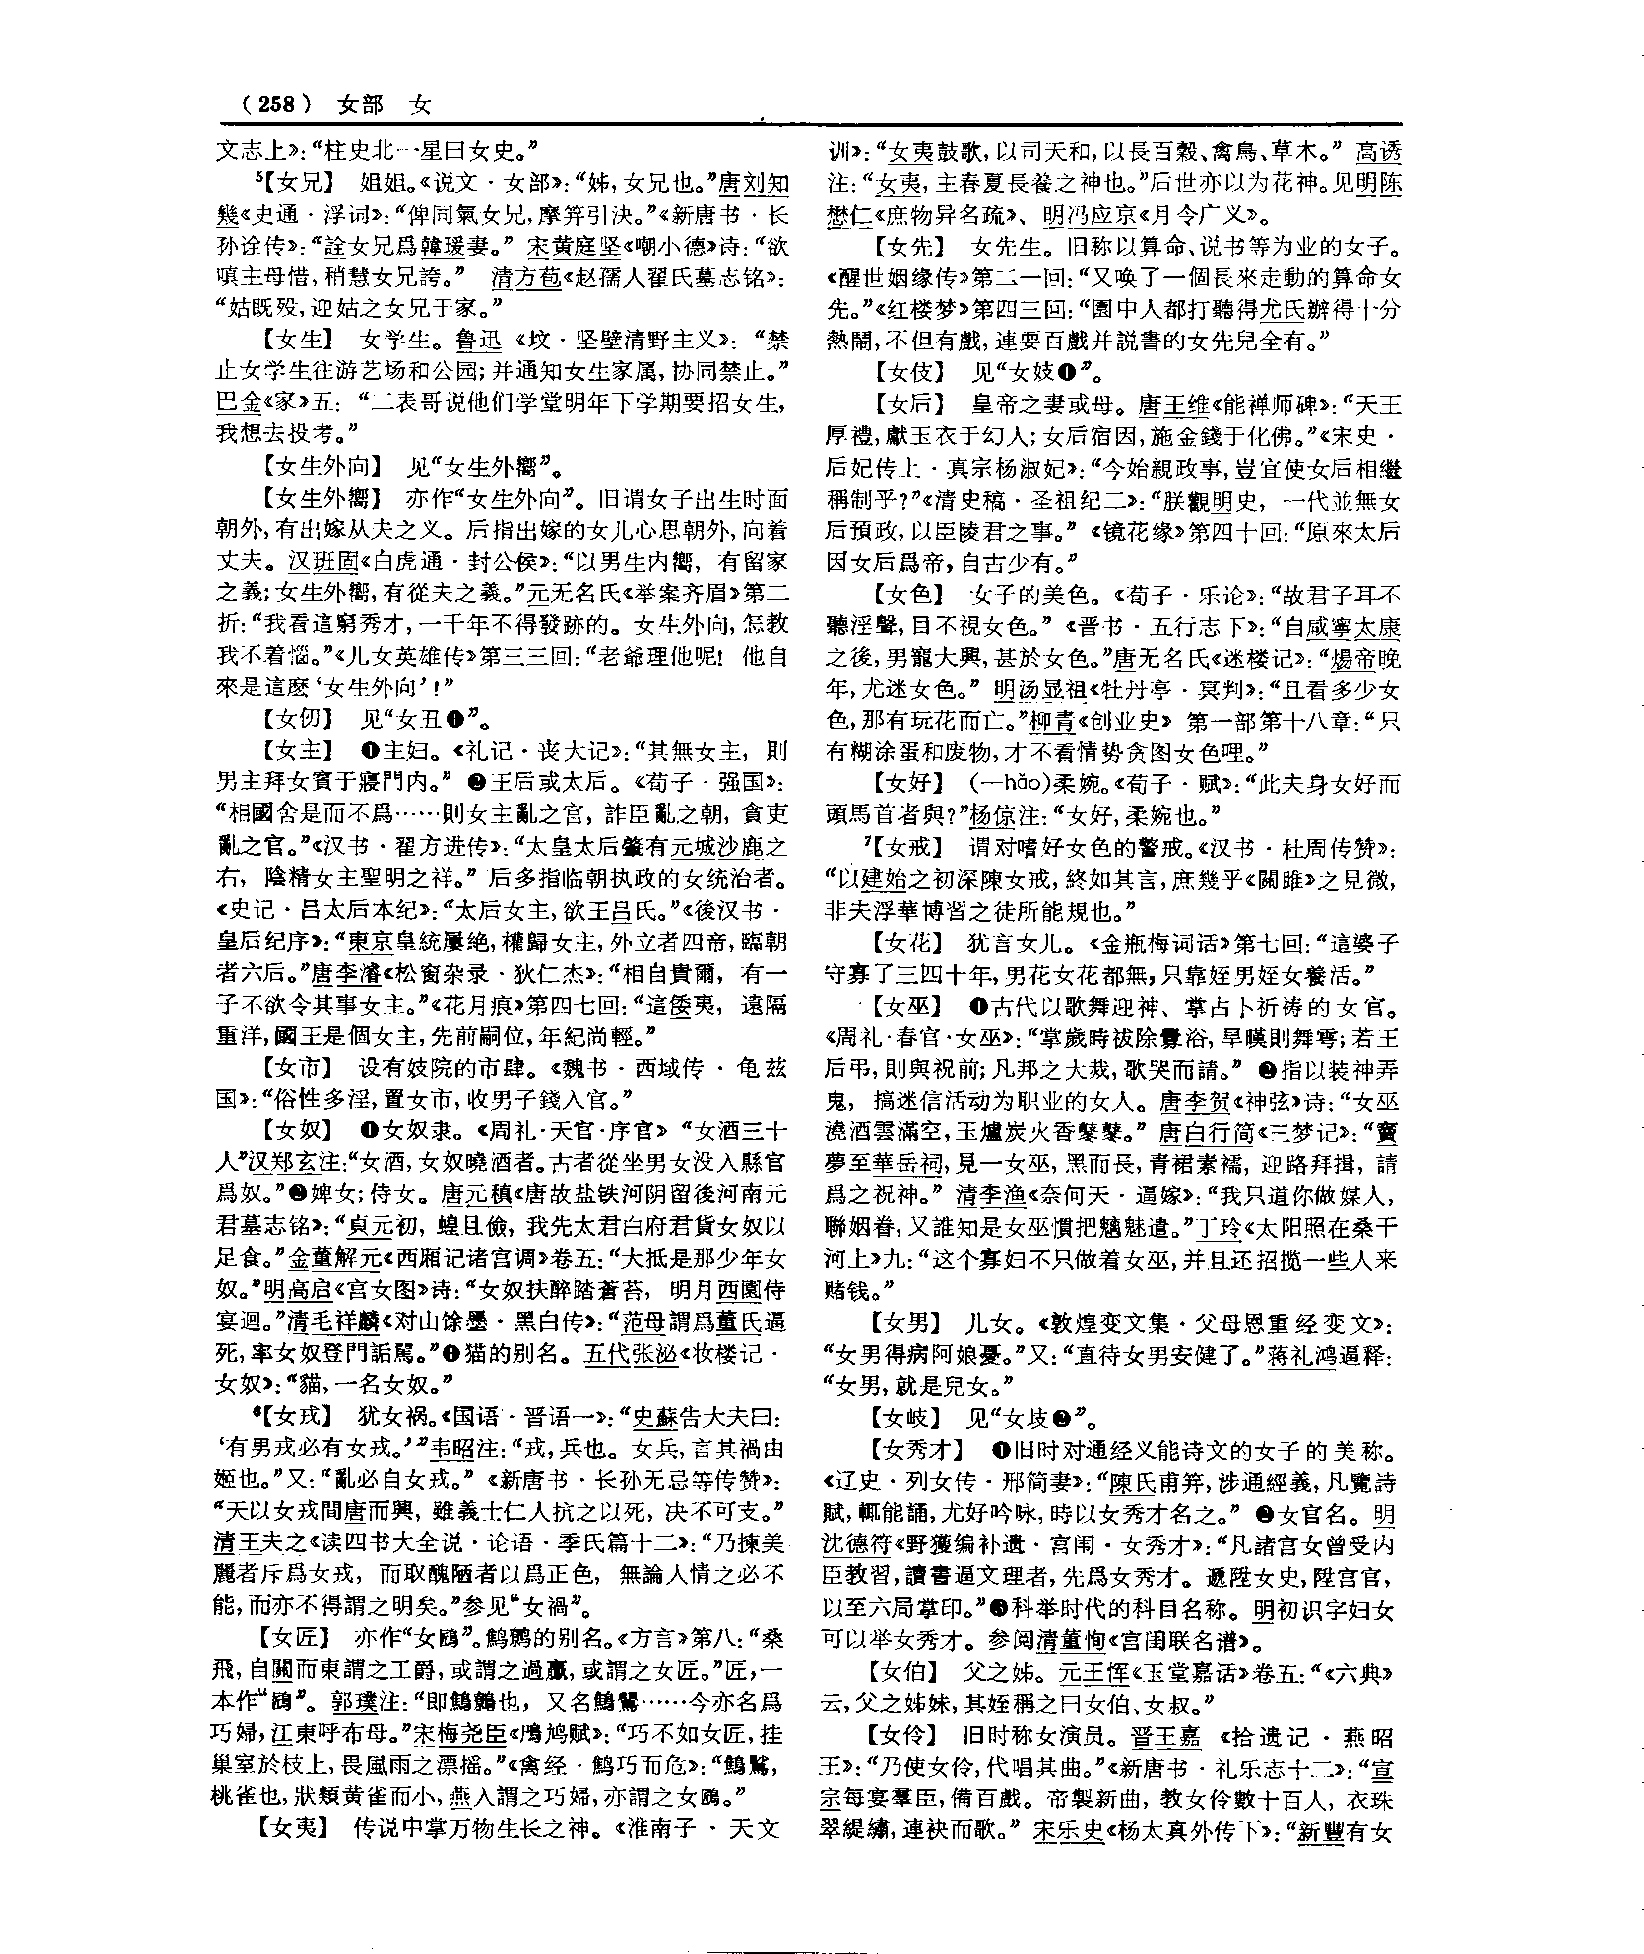 （258） 女部 女
文志上》：“柱史北一星曰女史。”
⁵【女兄】 姐姐。《说文·女部》：“姊，女兄也。”唐刘知
幾《史通·浮词》：“俾同氣女兄，摩笄引決。”《新唐书·长
孙诠传》：“詮女兄爲韓瑗妻。”宋黄庭坚《嘲小德》诗：“欲
嗔主母惜，稍慧女兄誇。” 清方苞《赵孺人翟氏墓志铭》：
“姑既殁，迎姑之女兄于家。”
【女生】 女学生。鲁迅《坟·坚壁清野主义》：“禁
止女学生往游艺场和公园；并通知女生家属，协同禁止。”
巴金《家》五：“二表哥说他们学堂明年下学期要招女生，
我想去投考。”
【女生外向】 见“女生外嚮”。
【女生外嚮】 亦作“女生外向”。旧谓女子出生时面
朝外，有出嫁从夫之义。后指出嫁的女儿心思朝外，向着
丈夫。汉班固《白虎通·封公侯》：“以男生内嚮，有留家
之義；女生外嚮，有從夫之義。”元无名氏《举案齐眉》第二
折：“我看這窮秀才，一千年不得發跡的。女生外向，怎教
我不着惱。”《儿女英雄传》第三三回：“老爺理他呢！他自
來是這麽‘女生外向’！”
【女仞】 见“女丑❶”。
【女主】 ❶主妇。《礼记·丧大记》：“其無女主，則
男主拜女賓于寢門内。”❷王后或太后。《荀子·强国》：
“相國舍是而不爲……則女主亂之宫，詐臣亂之朝，貪吏
亂之官。”《汉书·翟方进传》：“太皇太后肇有元城沙鹿之
右，陰精女主聖明之祥。”后多指临朝执政的女统治者。
《史记·吕太后本纪》：“太后女主，欲王吕氏。”《後汉书·
皇后纪序》：“東京皇統屢絶，權歸女主，外立者四帝，臨朝
者六后。”唐李濬《松窗杂录·狄仁杰》：“相自貴爾，有一
子不欲令其事女主。”《花月痕》第四七回：“這倭夷，遠隔
重洋，國王是個女主，先前嗣位，年紀尚輕。”
【女市】 设有妓院的市肆。《魏书·西域传·龟兹
国》：“俗性多淫，置女市，收男子錢入官。”
【女奴】 ❶女奴隶。《周礼·天官·序官》“女酒三十
人”汉郑玄注：“女酒，女奴曉酒者。古者從坐男女没入縣官
爲奴。”❷婢女；侍女。唐元稹《唐故盐铁河阴留後河南元
君墓志铭》：“貞元初，蝗且儉，我先太君白府君貨女奴以
足食。”金董解元《西厢记诸宫调》卷五：“大抵是那少年女
奴。”明高启《宫女图》诗：“女奴扶醉踏蒼苔，明月西園侍
宴迴。”清毛祥麟《对山馀墨·黑白传》：“范母謂爲董氏逼
死，率女奴登門詬駡。”❶猫的别名。五代张泌《妆楼记·
女奴》：“貓，一名女奴。”
⁶【女戎】 犹女祸。《国语·晋语一》：“史蘇告大夫曰：
‘有男戎必有女戎。’”韦昭注：“戎，兵也。女兵，言其禍由
姬也。”又：“亂必自女戎。”《新唐书·长孙无忌等传赞》：
“天以女戎間唐而興，雖義士仁人抗之以死，决不可支。”
清王夫之《读四书大全说·论语·季氏篇十二》：“乃揀美
麗者斥爲女戎，而取醜陋者以爲正色，無論人情之必不
能，而亦不得謂之明矣。”参见“女禍”。
【女匠】 亦作“女鴎”。鹪鹩的别名。《方言》第八：“桑
飛，自關而東謂之工爵，或謂之過鸁，或謂之女匠。”匠，一
本作“鴎”。郭璞注：“即鷦鷯也，又名鷦鸎……今亦名爲
巧婦，江東呼布母。”宋梅尧臣《鳲鸠赋》：“巧不如女匠，挂
巢室於枝上，畏風雨之漂摇。”《禽经·鹪巧而危》：“鷦鷯，
桃雀也，狀類黄雀而小，燕人謂之巧婦，亦謂之女鴎。”
【女夷】 传说中掌万物生长之神。《淮南子·天文
训》：“女夷鼓歌，以司天和，以長百穀、禽鳥、草木。”高诱
注：“女夷，主春夏長養之神也。”后世亦以为花神。见明陈
懋仁《庶物异名疏》、明冯应京《月令广义》。
【女先】 女先生。旧称以算命、说书等为业的女子。
《醒世姻缘传》第二一回：“又唤了一個長來走動的算命女
先。”《红楼梦》第四三回：“園中人都打聽得尤氏辦得十分
熱鬧，不但有戲，連耍百戲并説書的女先兒全有。”
【女伎】 见“女妓❶”。
【女后】 皇帝之妻或母。唐王维《能禅师碑》：“天王
厚禮，獻玉衣于幻人；女后宿因，施金錢于化佛。”《宋史·
后妃传上·真宗杨淑妃》：“今始親政事，豈宜使女后相繼
稱制乎？”《清史稿·圣祖纪二》：“朕觀明史，一代並無女
后預政，以臣陵君之事。”《镜花缘》第四十回：“原來太后
因女后爲帝，自古少有。”
【女色】 女子的美色。《荀子·乐论》：“故君子耳不
聽淫聲，目不視女色。”《晋书·五行志下》：“自咸寧太康
之後，男寵大興，甚於女色。”唐无名氏《迷楼记》：“煬帝晚
年，尤迷女色。”明汤显祖《牡丹亭·冥判》：“且看多少女
色，那有玩花而亡。”柳青《创业史》第一部第十八章：“只
有糊涂蛋和废物，才不看情势贪图女色哩。”
【女好】 （—hǎo）柔婉。《荀子·赋》：“此夫身女好而
頭馬首者與？”杨倞注：“女好，柔婉也。”
⁷【女戒】 谓对嗜好女色的警戒。《汉书·杜周传赞》：
“以建始之初深陳女戒，終如其言，庶幾乎《關雎》之見微，
非夫浮華博習之徒所能規也。”
【女花】 犹言女儿。《金瓶梅词话》第七回：“這婆子
守寡了三四十年，男花女花都無，只靠姪男姪女養活。”
【女巫】 ❶古代以歌舞迎神、掌占卜祈祷的女官。
《周礼·春官·女巫》：“掌歲時祓除釁浴，旱暵則舞雩；若王
后弔，則與祝前；凡邦之大烖，歌哭而請。”❷指以装神弄
鬼，搞迷信活动为职业的女人。唐李贺《神弦》诗：“女巫
澆酒雲滿空，玉爐炭火香鼕鼕。”唐白行简《三梦记》：“竇
夢至華岳祠，見一女巫，黑而長，青裙素襦，迎路拜揖，請
爲之祝神。”清李渔《奈何天·逼嫁》：“我只道你做媒人，
聯姻眷，又誰知是女巫慣把魑魅遣。”丁玲《太阳照在桑干
河上》九：“这个寡妇不只做着女巫，并且还招揽一些人来
赌钱。”
【女男】 儿女。《敦煌变文集·父母恩重经变文》：
“女男得病阿娘憂。”又：“直待女男安健了。”蒋礼鸿通释：
“女男，就是兒女。”
【女岐】 见“女歧❷”。
【女秀才】 ❶旧时对通经义能诗文的女子的美称。
《辽史·列女传·邢简妻》：“陳氏甫笄，涉通經義，凡覽詩
賦，輒能誦，尤好吟咏，時以女秀才名之。”❷女官名。明
沈德符《野獲编补遗·宫闱·女秀才》：“凡諸宫女曾受内
臣教習，讀書通文理者，先爲女秀才。遞陞女史，陞宫官，
以至六局掌印。”❸科举时代的科目名称。明初识字妇女
可以举女秀才。参阅清董恂《宫闺联名谱》。
【女伯】 父之姊。元王恽《玉堂嘉话》卷五：“《六典》
云，父之姊妹，其姪稱之曰女伯、女叔。”
【女伶】 旧时称女演员。晋王嘉《拾遗记·燕昭
王》：“乃使女伶，代唱其曲。”《新唐书·礼乐志十二》：“宣
宗每宴羣臣，備百戲。帝製新曲，教女伶數十百人，衣珠
翠緹繡，連袂而歌。”宋乐史《杨太真外传下》：“新豐有女